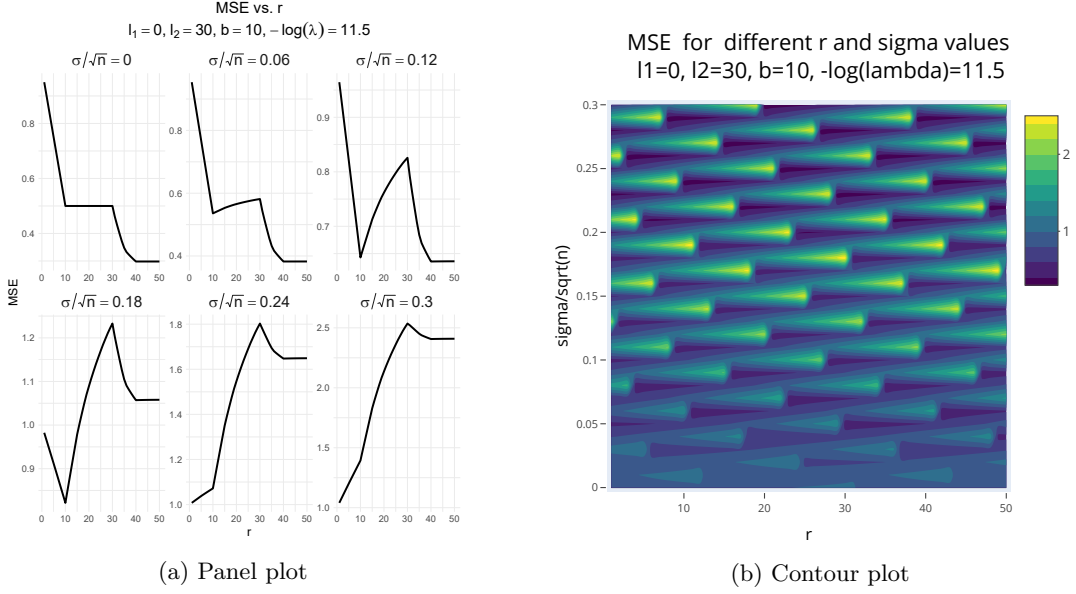 MSE vs. r
l₁ = 0, l₂ = 30, b = 10, − log(λ) = 11.5
σ/√n = 0
σ/√n = 0.06
σ/√n = 0.12
0.8
0.6
0.4
0.8
0.6
0.4
0.9
0.8
0.7
0 10 20 30 40 50
0 10 20 30 40 50
0 10 20 30 40 50
MSE
σ/√n = 0.18
σ/√n = 0.24
σ/√n = 0.3
1.2
1.1
1.0
0.9
1.8
1.6
1.4
1.2
1.0
2.5
2.0
1.5
1.0
0 10 20 30 40 50
0 10 20 30 40 50
0 10 20 30 40 50
r
(a) Panel plot
MSE for different r and sigma values
l1=0, l2=30, b=10, -log(lambda)=11.5
sigma/sqrt(n)
0.3
0.25
0.2
0.15
0.1
0.05
0
10 20 30 40 50
r
2
1
(b) Contour plot